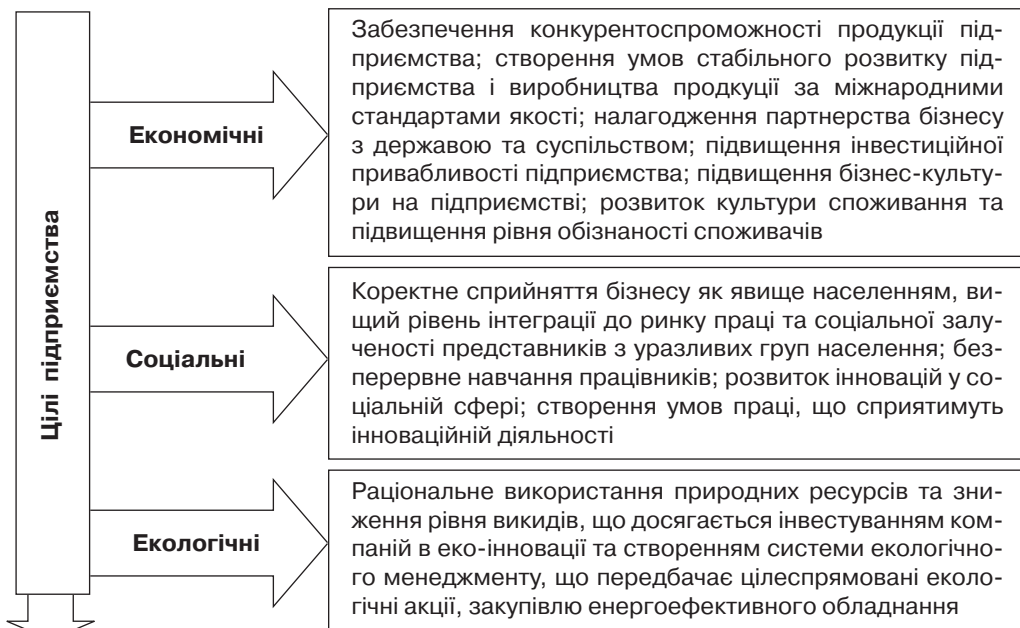 Цілі підприємства
Економічні
Забезпечення конкурентоспроможності продукції під-
приємства; створення умов стабільного розвитку під-
приємства і виробництва продкуції за міжнародними
стандартами якості; налагодження партнерства бізнесу
з державою та суспільством; підвищення інвестиційної
привабливості підприємства; підвищення бізнес-культу-
ри на підприємстві; розвиток культури споживання та
підвищення рівня обізнаності споживачів
Соціальні
Коректне сприйняття бізнесу як явище населенням, ви-
щий рівень інтеграції до ринку праці та соціальної залу-
ченості представників з уразливих груп населення; без-
перервне навчання працівників; розвиток інновацій у со-
ціальній сфері; створення умов праці, що сприятимуть
інноваційній діяльності
Екологічні
Раціональне використання природних ресурсів та зни-
ження рівня викидів, що досягається інвестуванням ком-
паній в еко-інновації та створенням системи екологічно-
го менеджменту, що передбачає цілеспрямовані еколо-
гічні акції, закупівлю енергоефективного обладнання